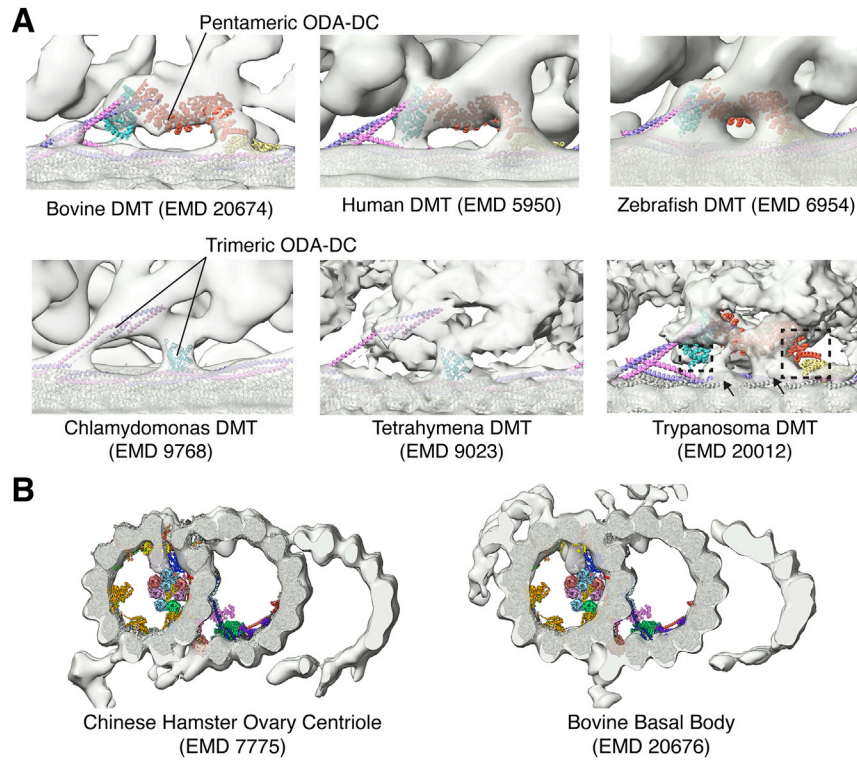 A
Pentameric ODA-DC
Bovine DMT (EMD 20674)
Human DMT (EMD 5950)
Zebrafish DMT (EMD 6954)
Trimeric ODA-DC
Chlamydomonas DMT
(EMD 9768)
Tetrahymena DMT
(EMD 9023)
Trypanosoma DMT
(EMD 20012)
B
Chinese Hamster Ovary Centriole
(EMD 7775)
Bovine Basal Body
(EMD 20676)